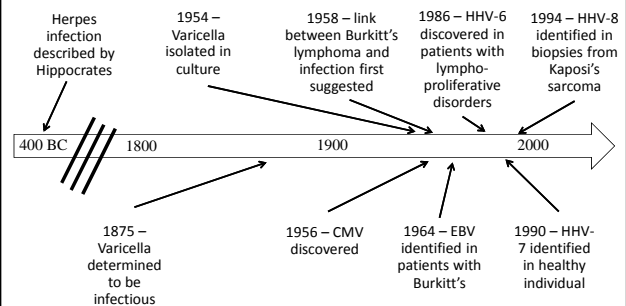 Herpes
infection
described by
Hippocrates
1954 –
Varicella
isolated in
culture
1958 – link
between Burkitt's
lymphoma and
infection first
suggested
1986 – HHV-6
discovered in
patients with
lympho-
proliferative
disorders
1994 – HHV-8
identified in
biopsies from
Kaposi's
sarcoma
400 BC
1800
1900
2000
1875 –
Varicella
determined
to be
infectious
1956 – CMV
discovered
1964 – EBV
identified in
patients with
Burkitt's
1990 – HHV-
7 identified
in healthy
individual